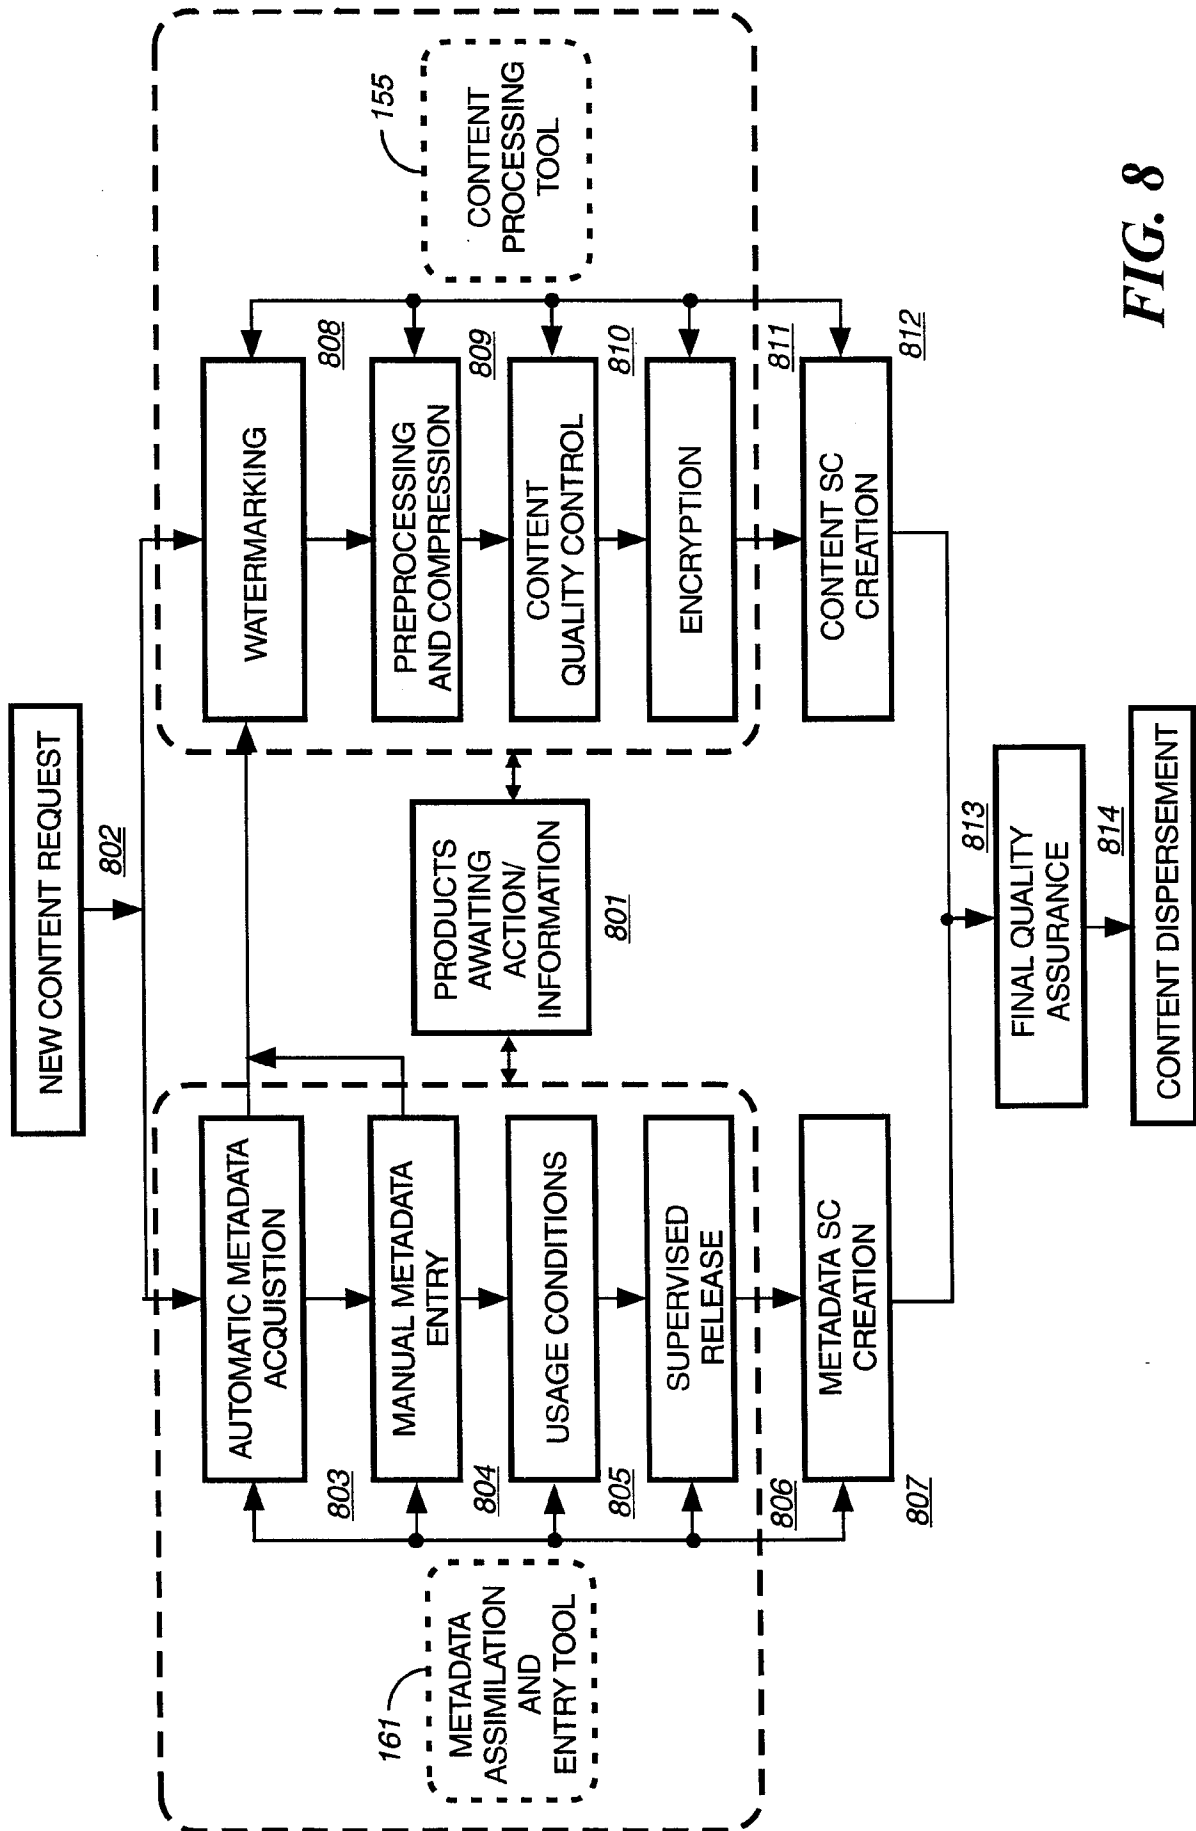 NEW CONTENT REQUEST
802
AUTOMATIC METADATA
ACQUISTION
803
MANUAL METADATA
ENTRY
804
USAGE CONDITIONS
805
SUPERVISED
RELEASE
806
METADATA SC
CREATION
807
161
METADATA
ASSIMILATION
AND
ENTRY TOOL
PRODUCTS
AWAITING
ACTION/
INFORMATION
801
WATERMARKING
808
PREPROCESSING
AND COMPRESSION
809
CONTENT
QUALITY CONTROL
810
ENCRYPTION
811
CONTENT SC
CREATION
812
155
CONTENT
PROCESSING
TOOL
813
FINAL QUALITY
ASSURANCE
814
CONTENT DISPERSEMENT
FIG. 8